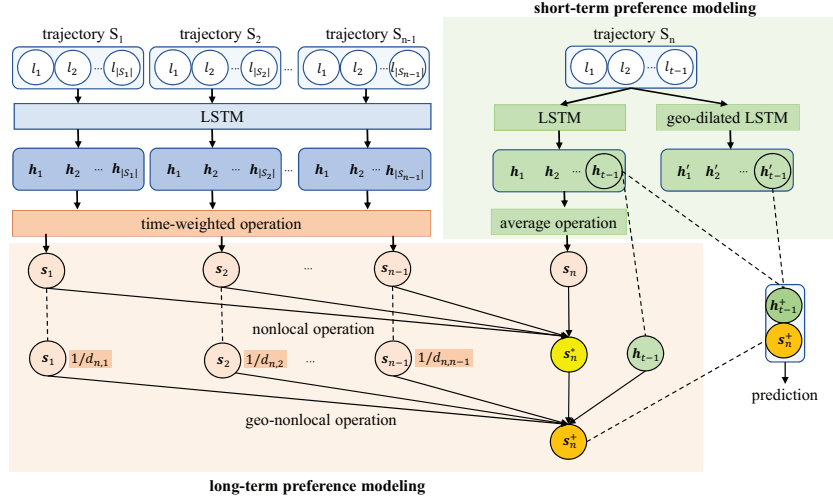 short-term preference modeling
trajectory S₁ trajectory S₂ trajectory Sₙ₋₁ trajectory Sₙ
l₁ l₂ ... l|S₁| l₁ l₂ ... l|S₂| ... l₁ l₂ ... l|Sₙ₋₁| l₁ l₂ ... lₜ₋₁
LSTM LSTM geo-dilated LSTM
h₁ h₂ ... h|S₁| h₁ h₂ ... h|S₂| ... h₁ h₂ ... h|Sₙ₋₁| h₁ h₂ ... hₜ₋₁ h′₁ h′₂ ... h′ₜ₋₁
time-weighted operation average operation
s₁ s₂ ... sₙ₋₁ sₙ
h⁺ₜ₋₁
nonlocal operation
s⁺ₙ
s₁ 1/dₙ,₁ s₂ 1/dₙ,₂ ... sₙ₋₁ 1/dₙ,ₙ₋₁ s*ₙ hₜ₋₁
prediction
geo-nonlocal operation
s⁺ₙ
long-term preference modeling